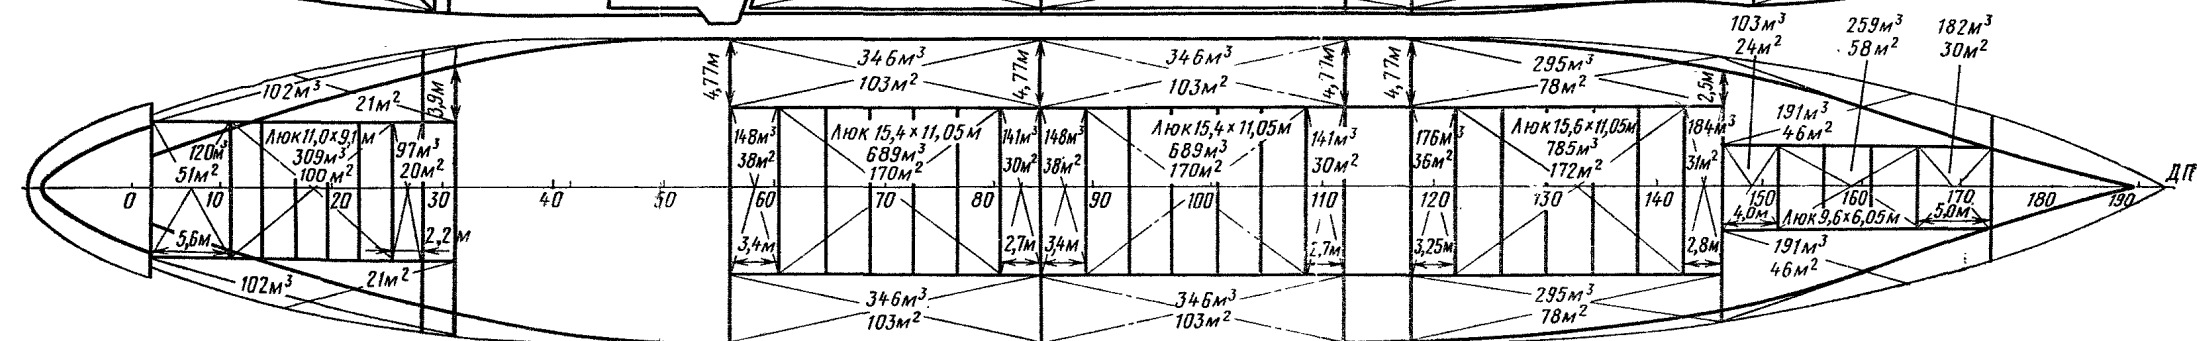 103м³ 259м³ 182м³
24м² 58м² 30м²
346м³ 346м³ 295м³
103м² 103м² 78м²
4,77м 4,77м 4,77м 4,77м 2,5м
102м³ 21м² 3,9м
191м³
46м²
Люк 11,0×9,1м
120м³ 309м³ 97м³
51м² 100м² 20м²
148м³ Люк 15,4×11,05м 141м³
38м² 689м³ 30м²
170м²
148м³ Люк 15,4×11,05м 141м³
38м² 689м³ 30м²
170м²
176м³ Люк 15,6×11,05м 184м³
36м² 785м³ 31м²
172м²
0 10 20 30 40 50 60 70 80 90 100 110 120 130 140 150 160 170 180 190 ДП
5,6м 2,2м 3,4м 2,7м 3,4м 2,7м 3,25м 2,8м 4,0м Люк 9,6×6,05м 5,0м
102м³ 21м²
191м³
46м²
346м³ 346м³ 295м³
103м² 103м² 78м²